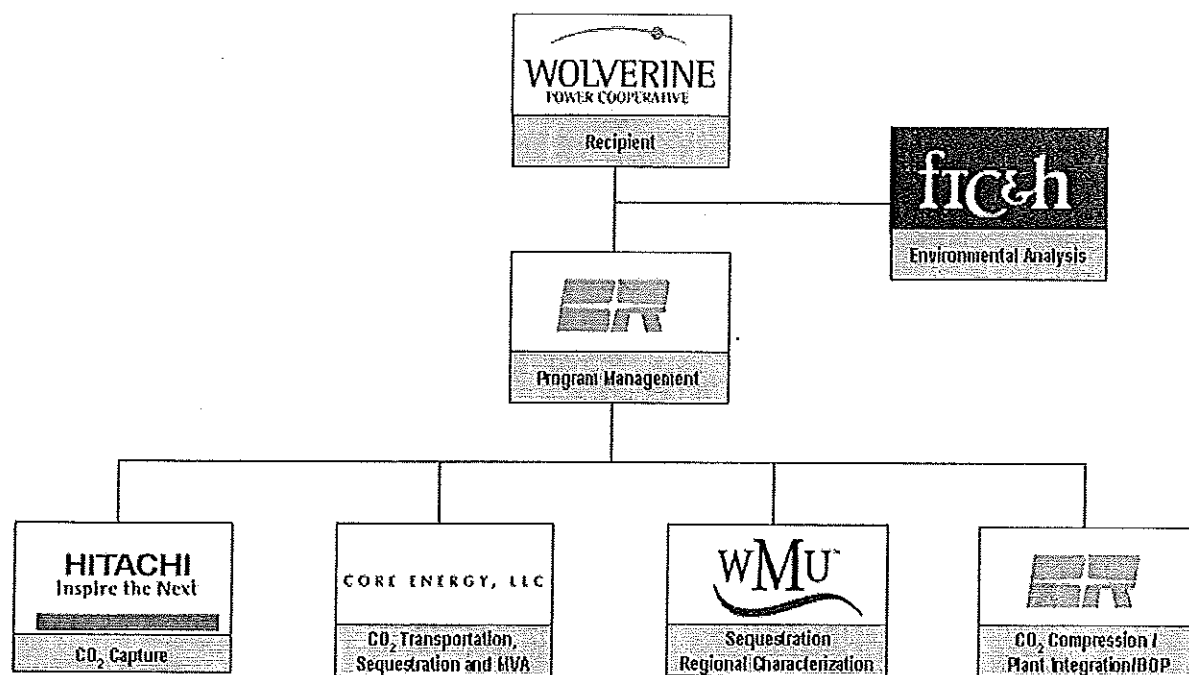 WOLVERINE
POWER COOPERATIVE
Recipient
fTC&h
Environmental Analysis
Program Management
HITACHI
Inspire the Next
CO₂ Capture
CORE ENERGY, LLC
CO₂ Transportation,
Sequestration and MVA
WMU™
Sequestration
Regional Characterization
CO₂ Compression /
Plant Integration/BOP